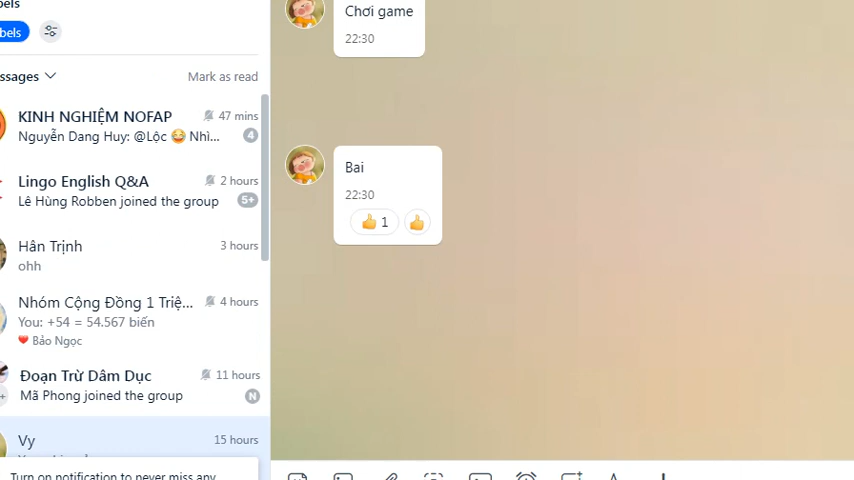 bels
bels
ssages
Mark as read
KINH NGHIỆM NOFAP
47 mins
Nguyễn Dang Huy: @Lộc 😂 Nhì...
4
Lingo English Q&A
2 hours
Lê Hùng Robben joined the group
5+
Hân Trịnh
3 hours
ohh
Nhóm Cộng Đồng 1 Triệ...
4 hours
You: +54 = 54.567 biến
❤ Bảo Ngọc
Đoạn Trừ Dâm Dục
11 hours
Mã Phong joined the group
N
Vy
15 hours
Turn on notification to never miss any
Chơi game
22:30
Bai
22:30
👍 1 👍